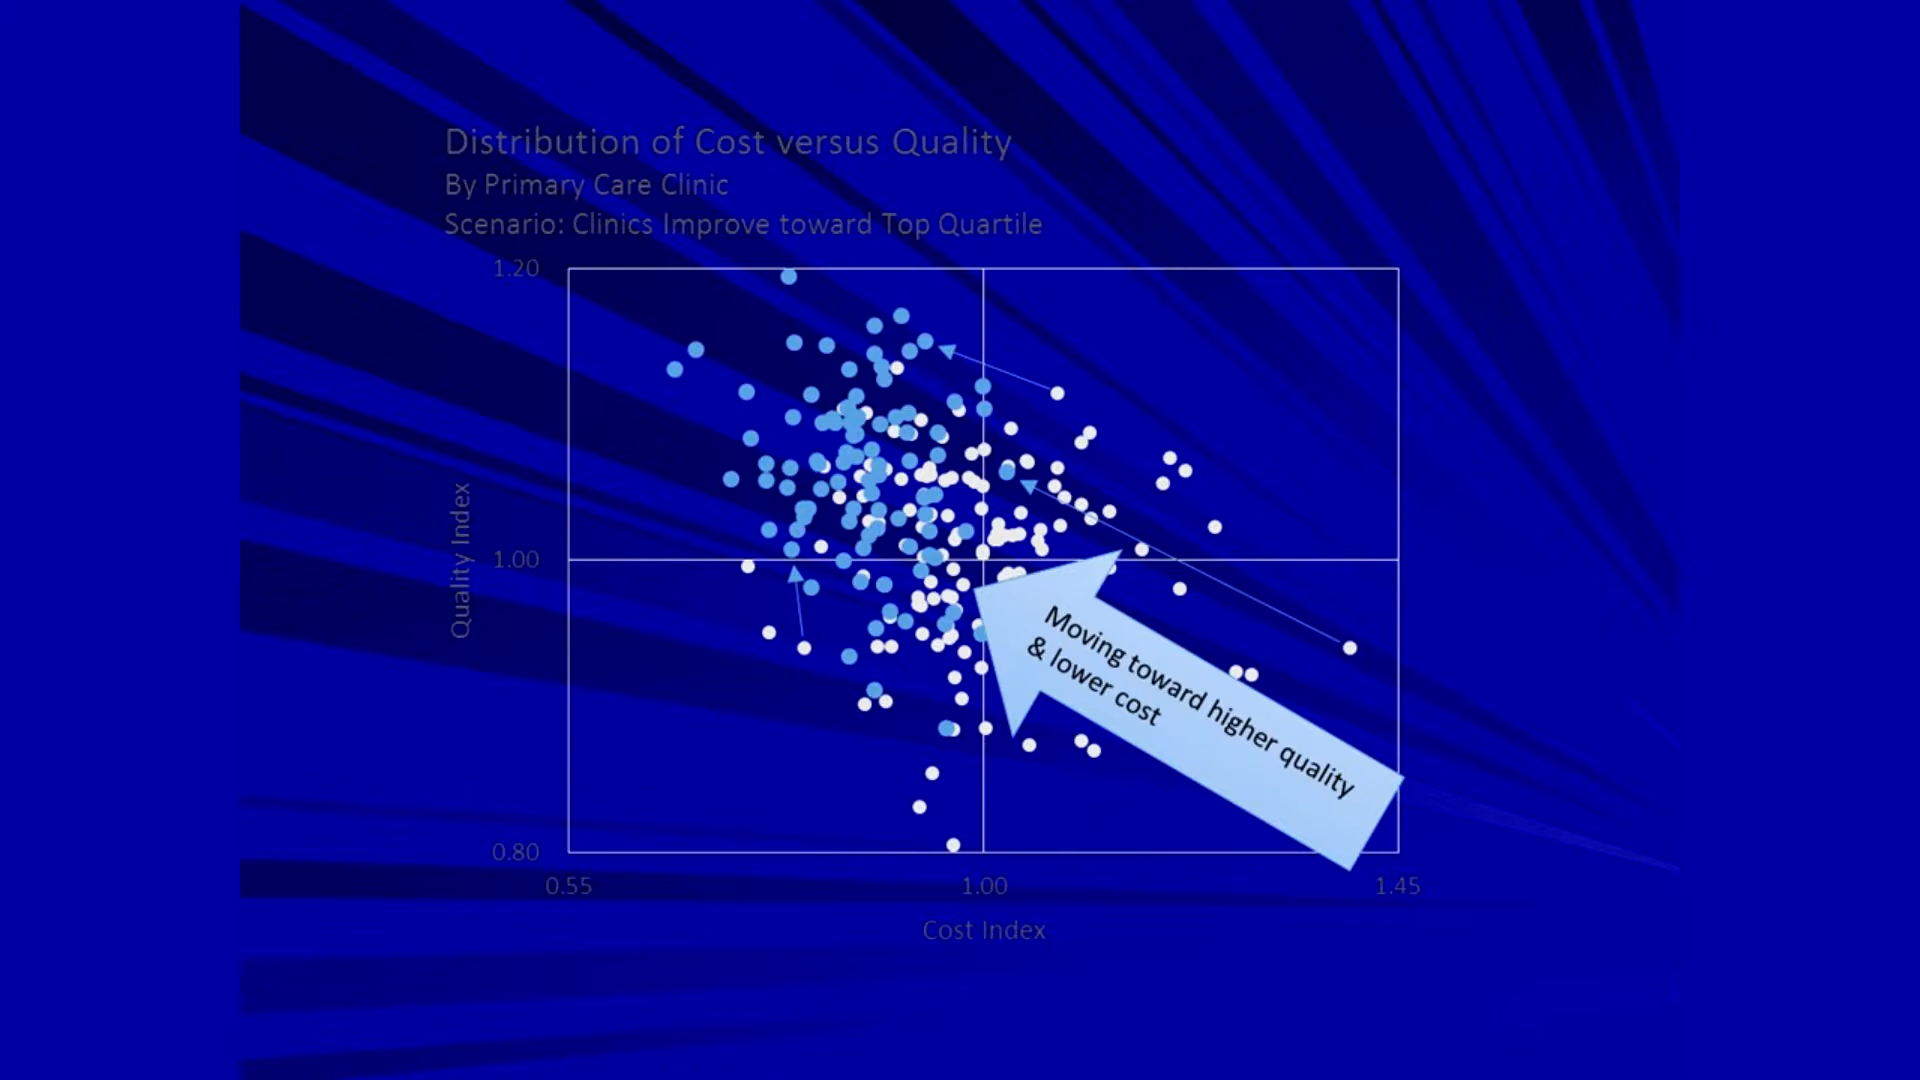 Distribution of Cost versus Quality
By Primary Care Clinic
Scenario: Clinics Improve toward Top Quartile
1.20
1.00
0.80
Quality Index
Moving toward higher quality
& lower cost
0.55
1.00
1.45
Cost Index